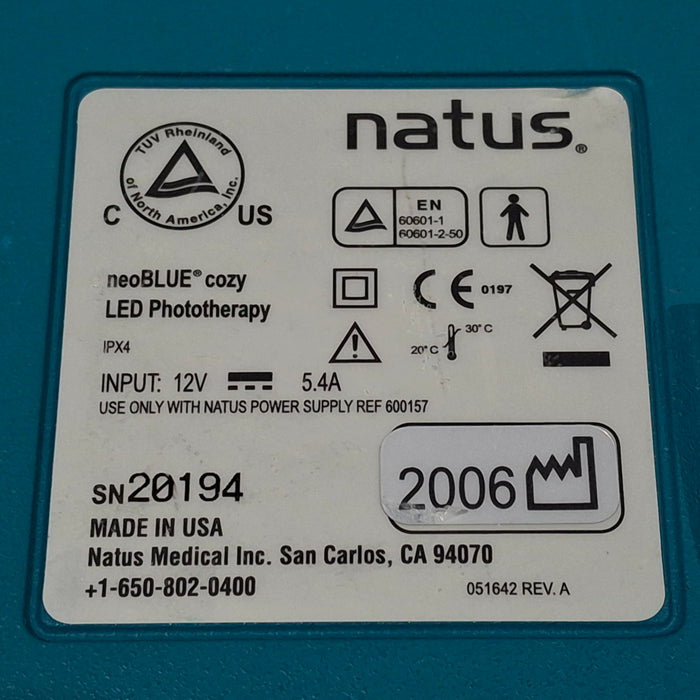 natus®
TUV Rheinland
of North America, Inc.
C US
EN
60601-1
60601-2-50
neoBLUE® cozy
LED Phototherapy
CE 0197
IPX4
20°C 30°C
INPUT: 12V 5.4A
USE ONLY WITH NATUS POWER SUPPLY REF 600157
2006
SN20194
MADE IN USA
Natus Medical Inc. San Carlos, CA 94070
+1-650-802-0400
051642 REV. A